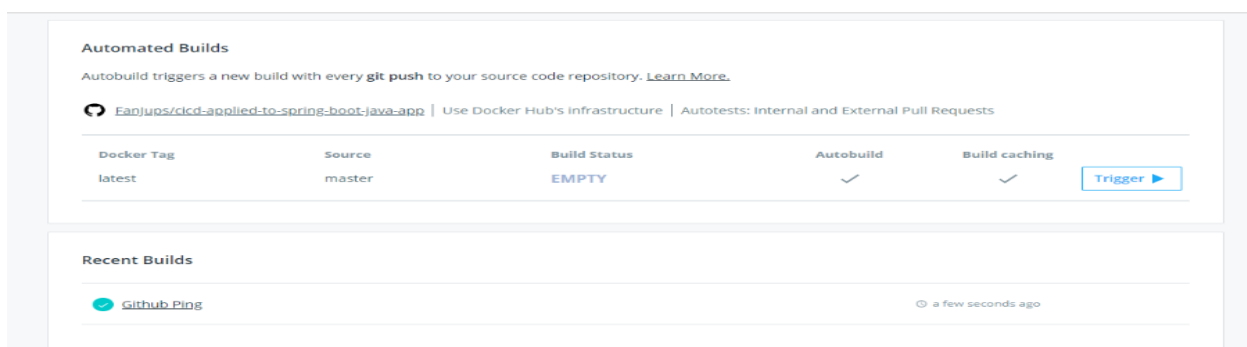 Automated Builds
Autobuild triggers a new build with every git push to your source code repository. Learn More.
Fanjups/cicd-applied-to-spring-boot-java-app | Use Docker Hub's infrastructure | Autotests: Internal and External Pull Requests
Docker Tag Source Build Status Autobuild Build caching
latest master EMPTY Trigger
Recent Builds
Github Ping a few seconds ago